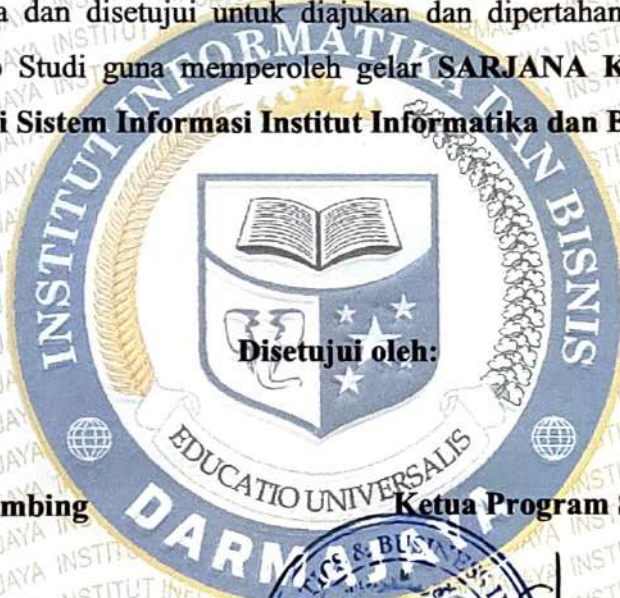 a dan disetujui untuk diajukan dan dipertahan
Studi guna memperoleh gelar SARJANA K
i Sistem Informasi Institut Informatika dan B
INSTITUT INFORMATIKA DAN BISNIS
Disetujui oleh:
EDUCATIO UNIVERSALIS
mbing Ketua Program S
DARMAJAYA